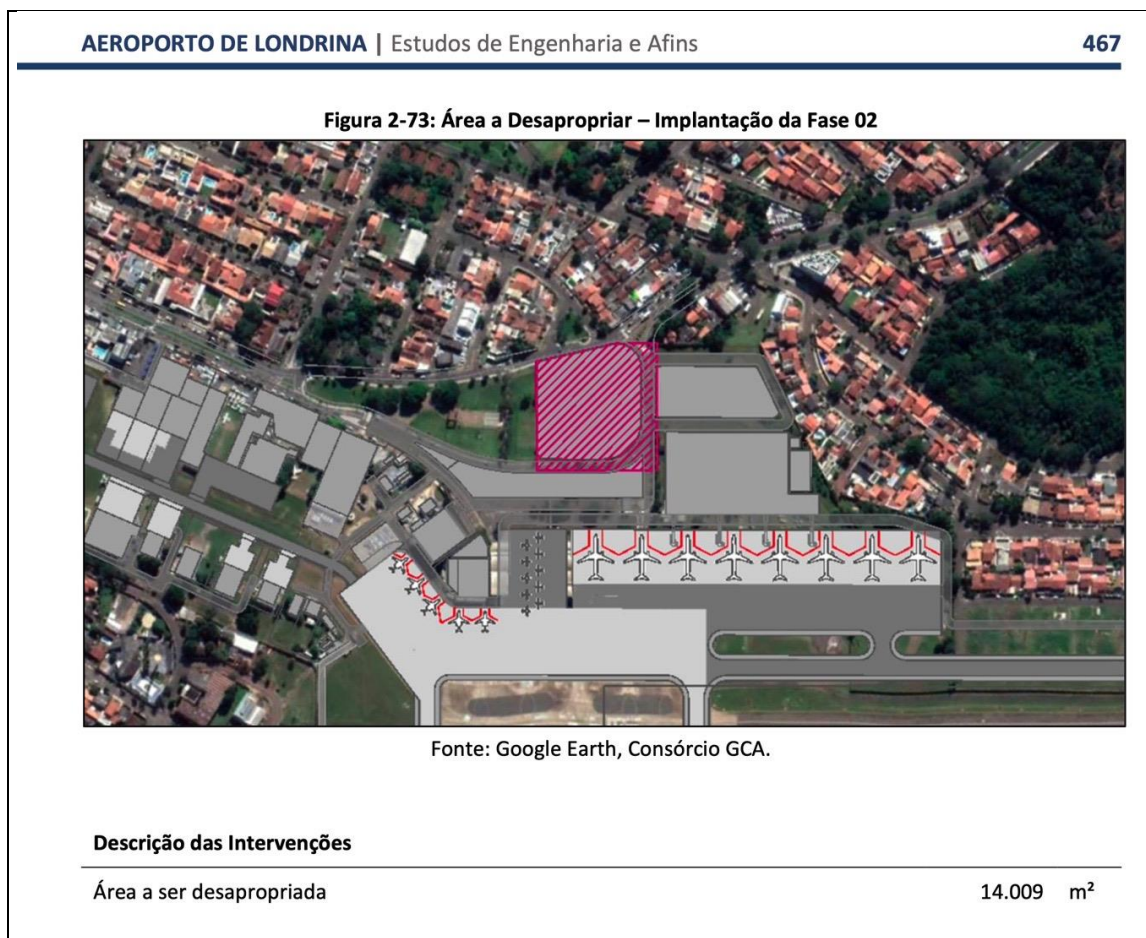 AEROPORTO DE LONDRINA | Estudos de Engenharia e Afins 467
Figura 2-73: Área a Desapropriar – Implantação da Fase 02
Fonte: Google Earth, Consórcio GCA.
Descrição das Intervenções
Área a ser desapropriada 14.009 m²